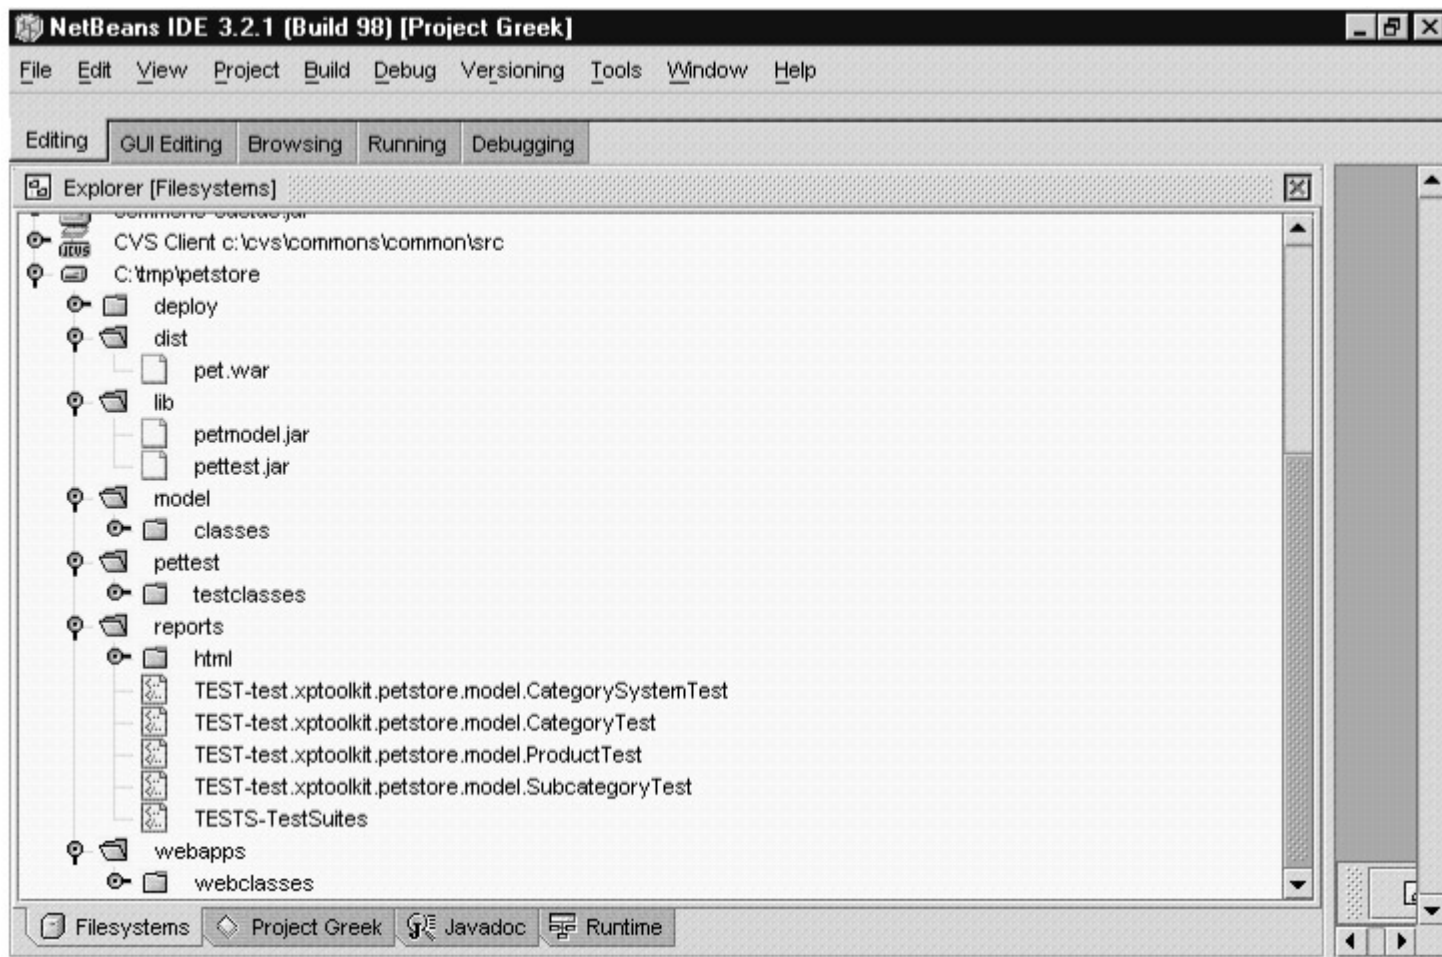 NetBeans IDE 3.2.1 (Build 98) [Project Greek]
File Edit View Project Build Debug Versioning Tools Window Help
Editing GUI Editing Browsing Running Debugging
Explorer [Filesystems]
CVS Client c:\cvs\commons\common\src
C:\tmp\petstore
deploy
dist
pet.war
lib
petmodel.jar
pettest.jar
model
classes
pettest
testclasses
reports
html
TEST-test.xptoolkit.petstore.model.CategorySystemTest
TEST-test.xptoolkit.petstore.model.CategoryTest
TEST-test.xptoolkit.petstore.model.ProductTest
TEST-test.xptoolkit.petstore.model.SubcategoryTest
TESTS-TestSuites
webapps
webclasses
Filesystems Project Greek Javadoc Runtime